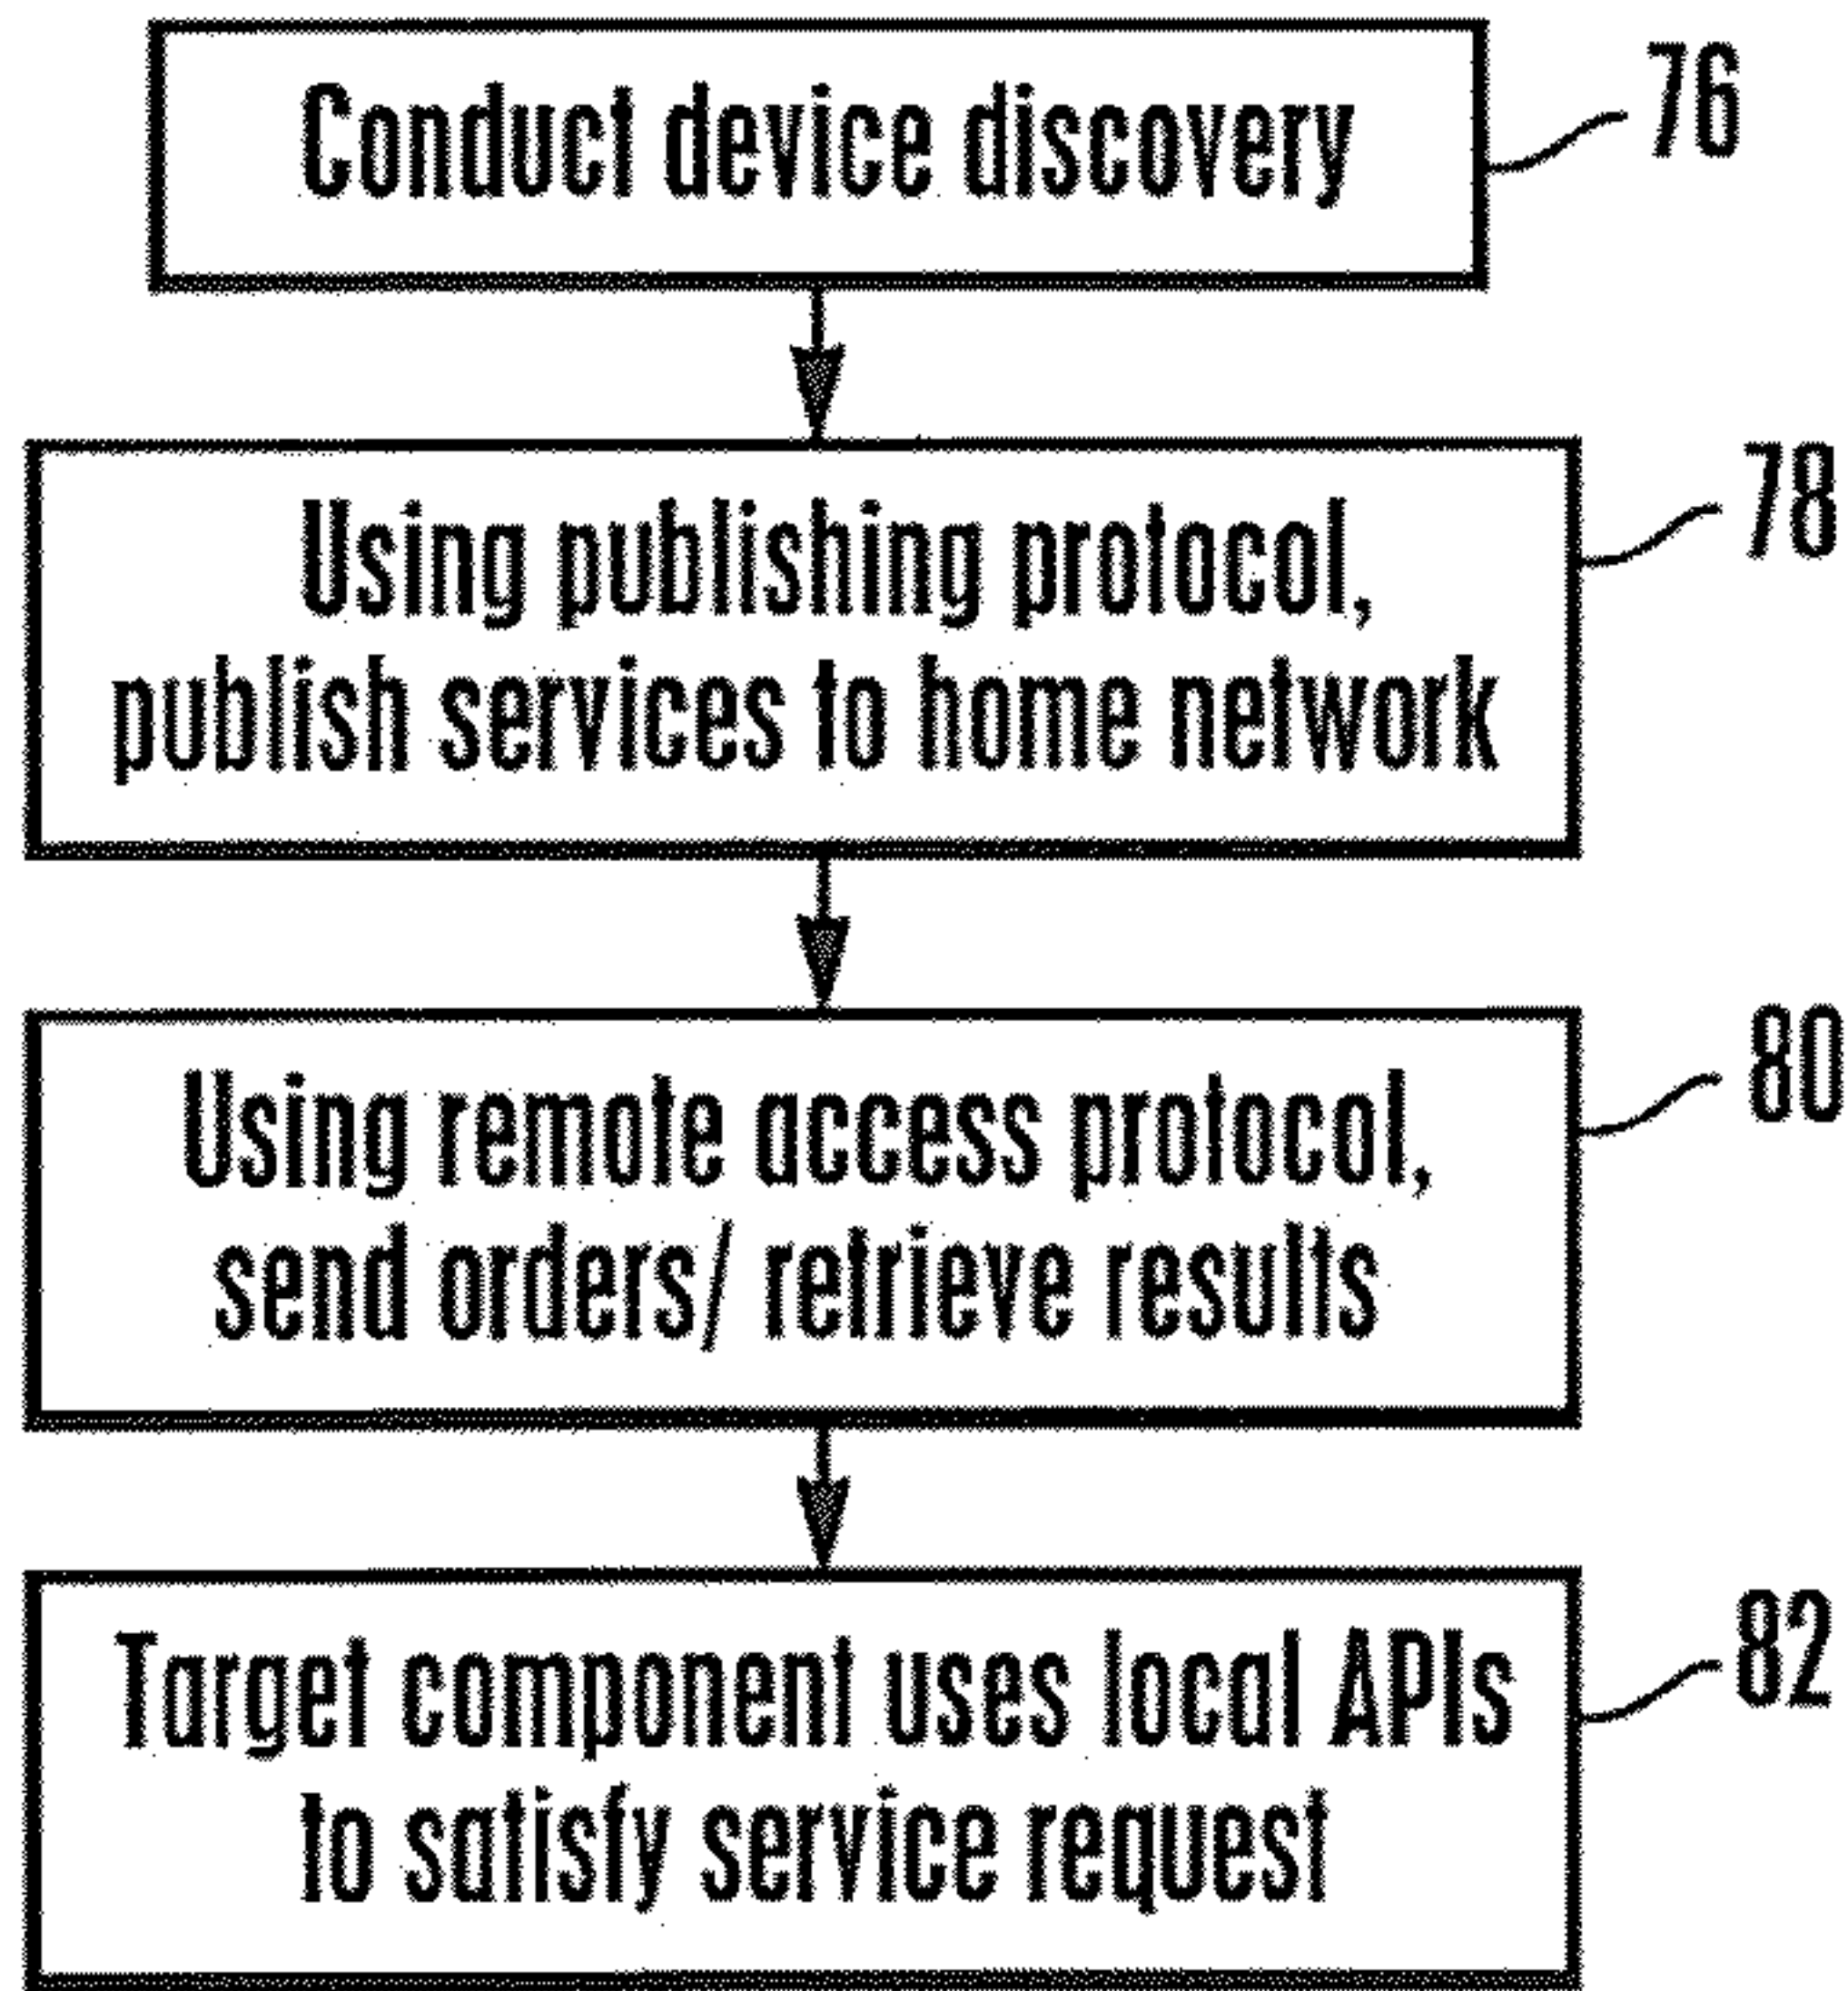 Conduct device discovery
76
Using publishing protocol,
publish services to home network
78
Using remote access protocol,
send orders/ retrieve results
80
Target component uses local APIs
to satisfy service request
82